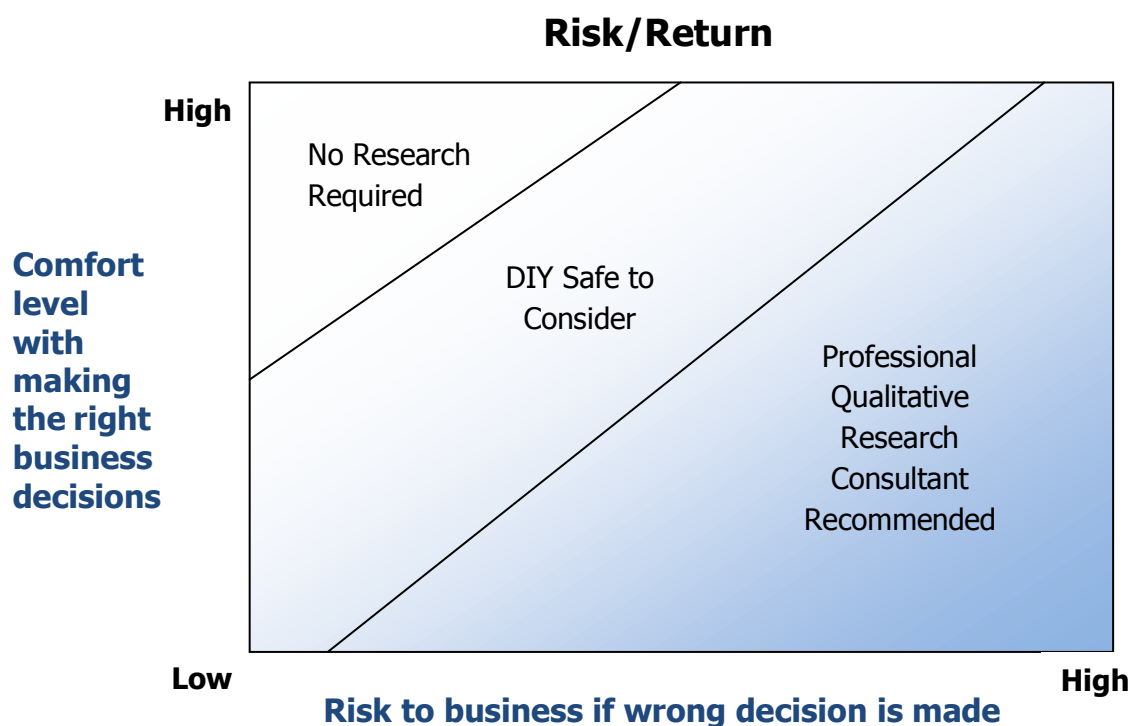 Risk/Return
High
No Research
Required
Comfort
level
with
making
the right
business
decisions
DIY Safe to
Consider
Professional
Qualitative
Research
Consultant
Recommended
Low
High
Risk to business if wrong decision is made